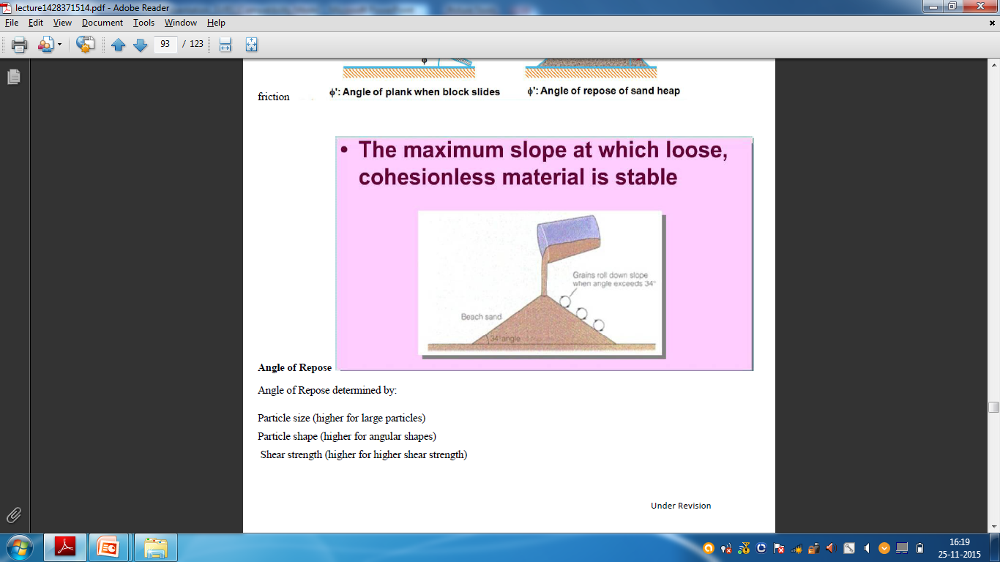 lecture1428371514.pdf - Adobe Reader
File Edit View Document Tools Window Help
93 / 123
φ
friction
ϕ': Angle of plank when block slides
ϕ': Angle of repose of sand heap
• The maximum slope at which loose,
cohesionless material is stable
Grains roll down slope
when angle exceeds 34°
Beach sand
34° angle
Angle of Repose
Angle of Repose determined by:
Particle size (higher for large particles)
Particle shape (higher for angular shapes)
Shear strength (higher for higher shear strength)
Under Revision
16:19
25-11-2015